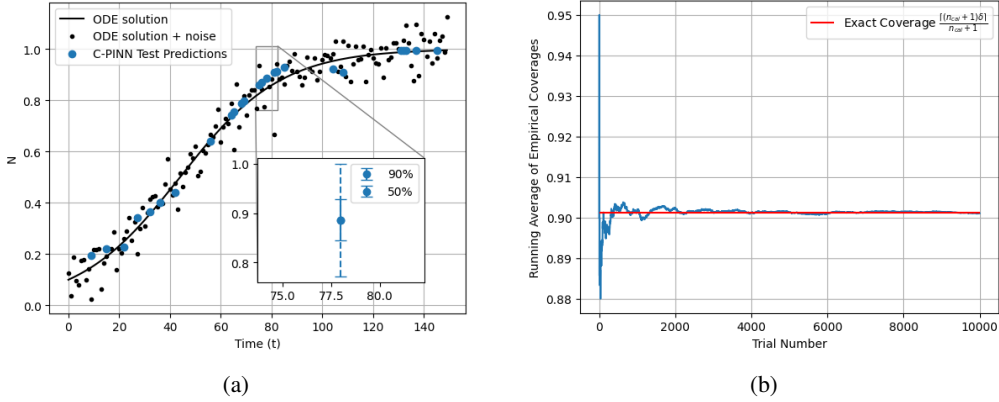 ODE solution
ODE solution + noise
C-PINN Test Predictions
N
1.0
0.8
0.6
0.4
0.2
0.0
0 20 40 60 80 100 120 140
Time (t)
1.0
0.9
0.8
75.0 77.5 80.0
90%
50%
(a)
Exact Coverage ⌈(n_cal+1)δ⌉/n_cal+1
Running Average of Empirical Coverages
0.95
0.94
0.93
0.92
0.91
0.90
0.89
0.88
0 2000 4000 6000 8000 10000
Trial Number
(b)